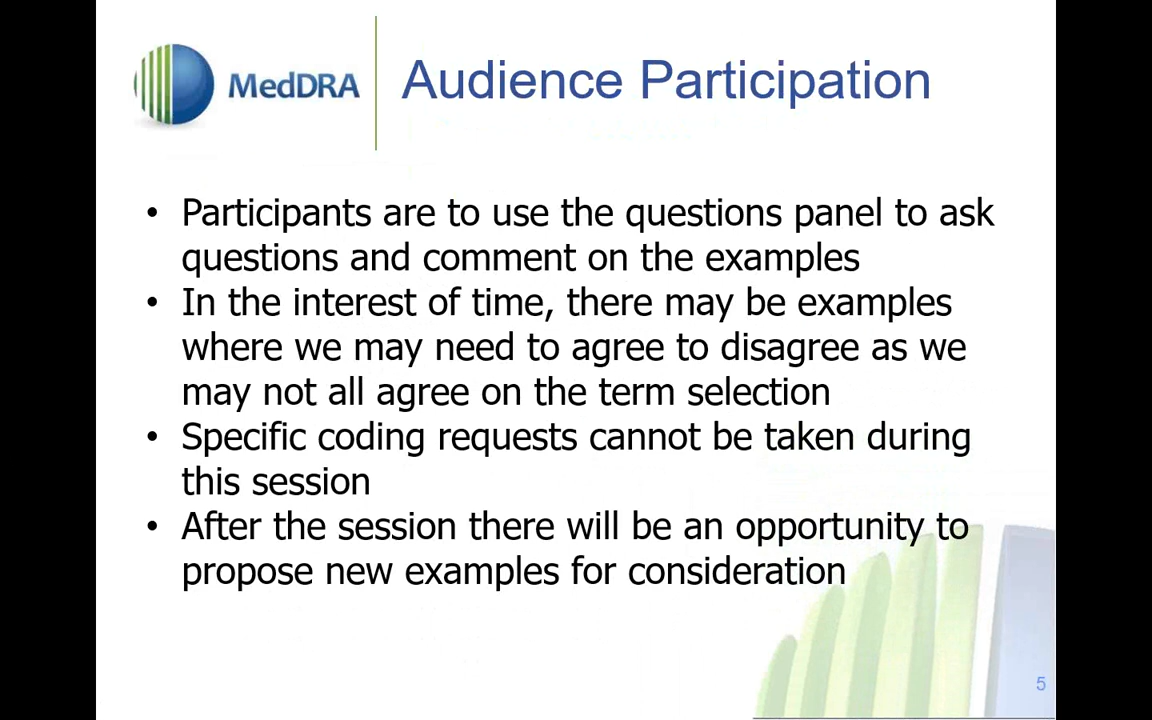 MedDRA
Audience Participation
• Participants are to use the questions panel to ask
questions and comment on the examples
• In the interest of time, there may be examples
where we may need to agree to disagree as we
may not all agree on the term selection
• Specific coding requests cannot be taken during
this session
• After the session there will be an opportunity to
propose new examples for consideration
5